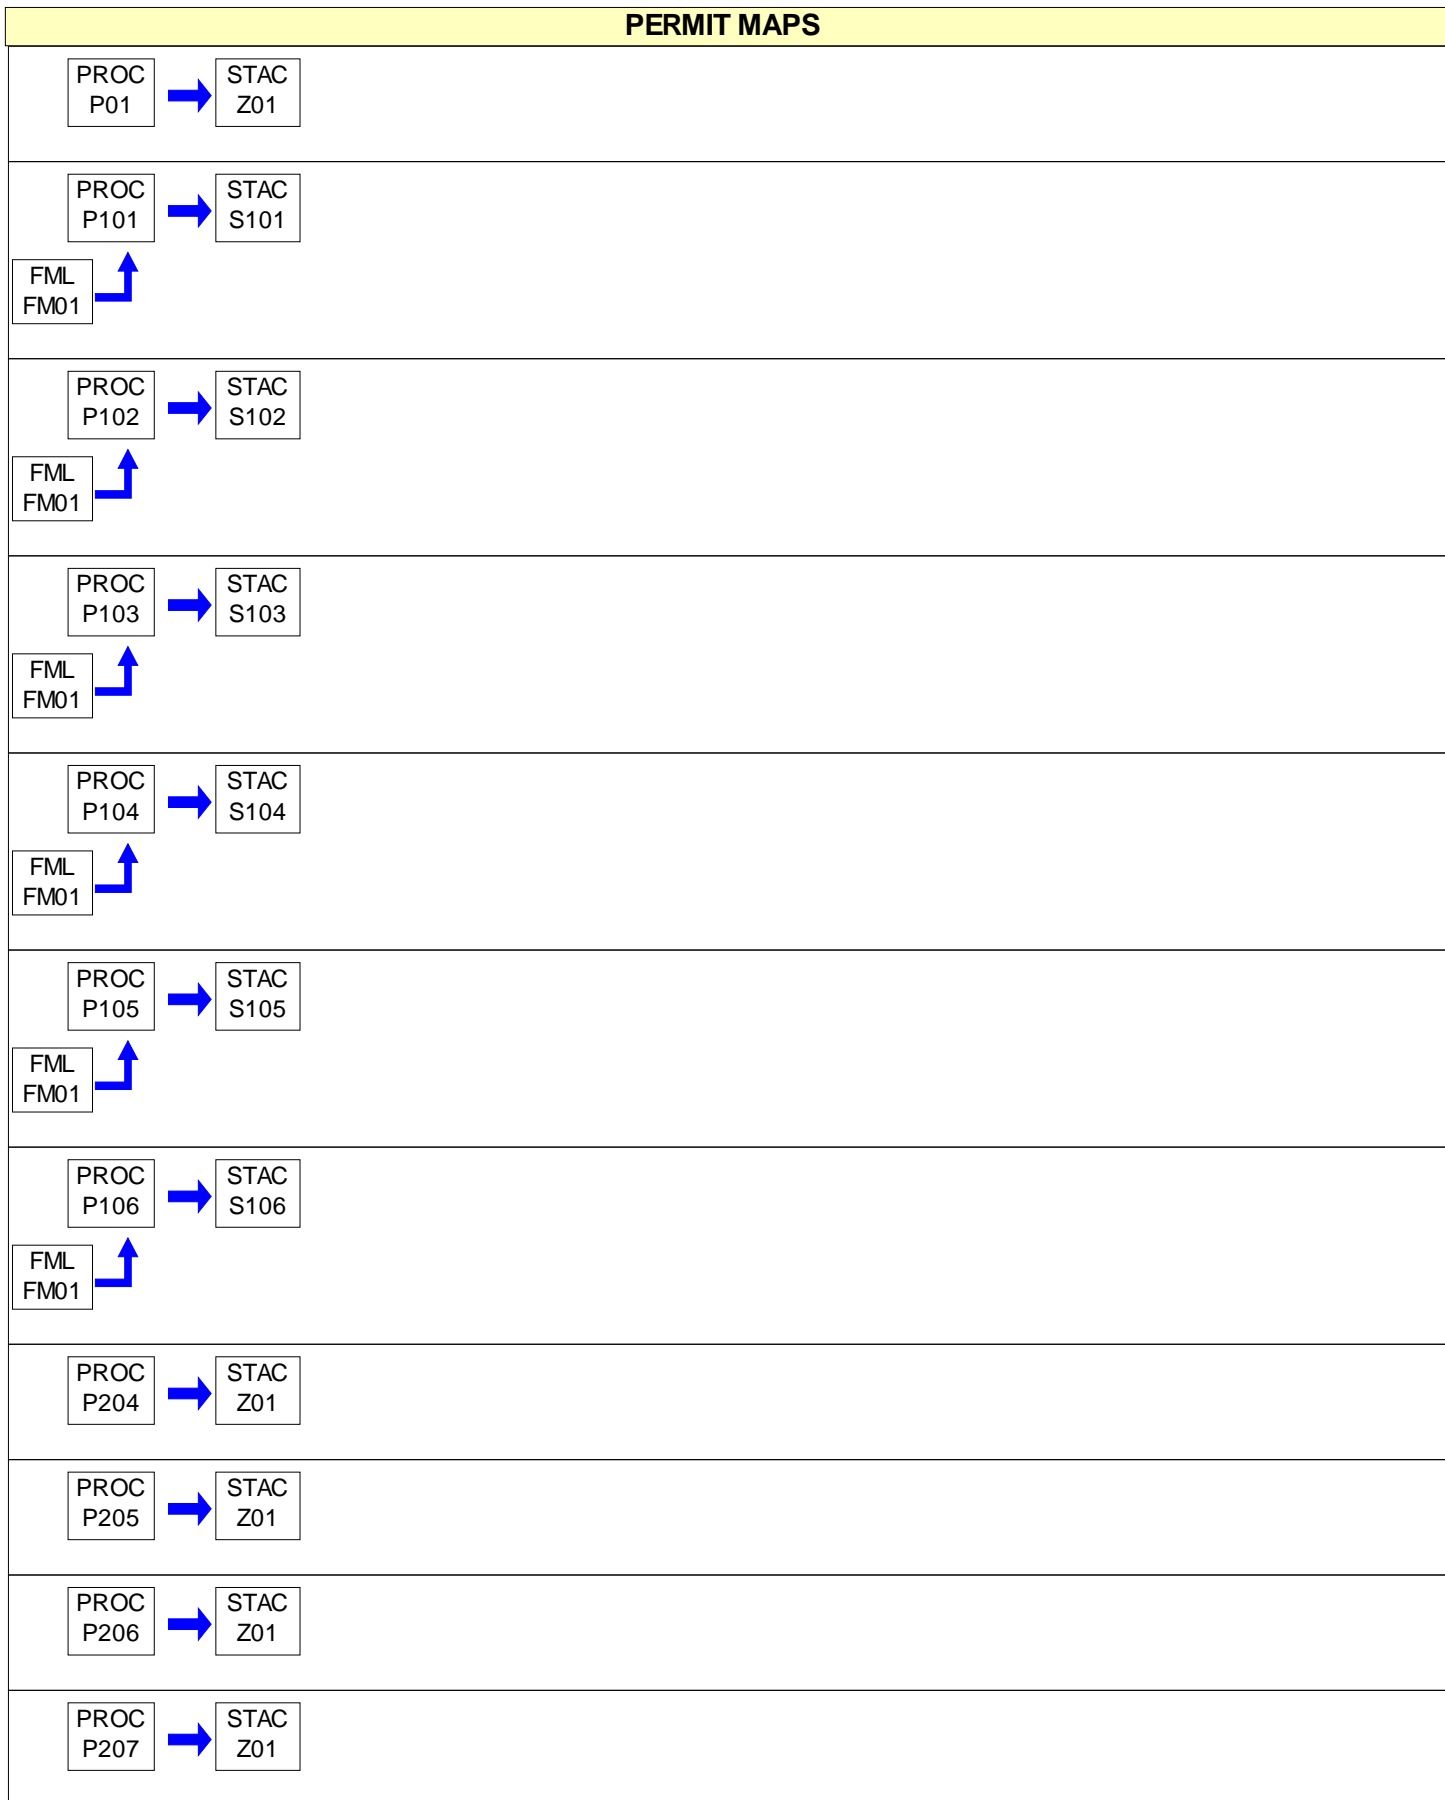 PERMIT MAPS
PROC
P01
STAC
Z01
PROC
P101
STAC
S101
FML
FM01
PROC
P102
STAC
S102
FML
FM01
PROC
P103
STAC
S103
FML
FM01
PROC
P104
STAC
S104
FML
FM01
PROC
P105
STAC
S105
FML
FM01
PROC
P106
STAC
S106
FML
FM01
PROC
P204
STAC
Z01
PROC
P205
STAC
Z01
PROC
P206
STAC
Z01
PROC
P207
STAC
Z01